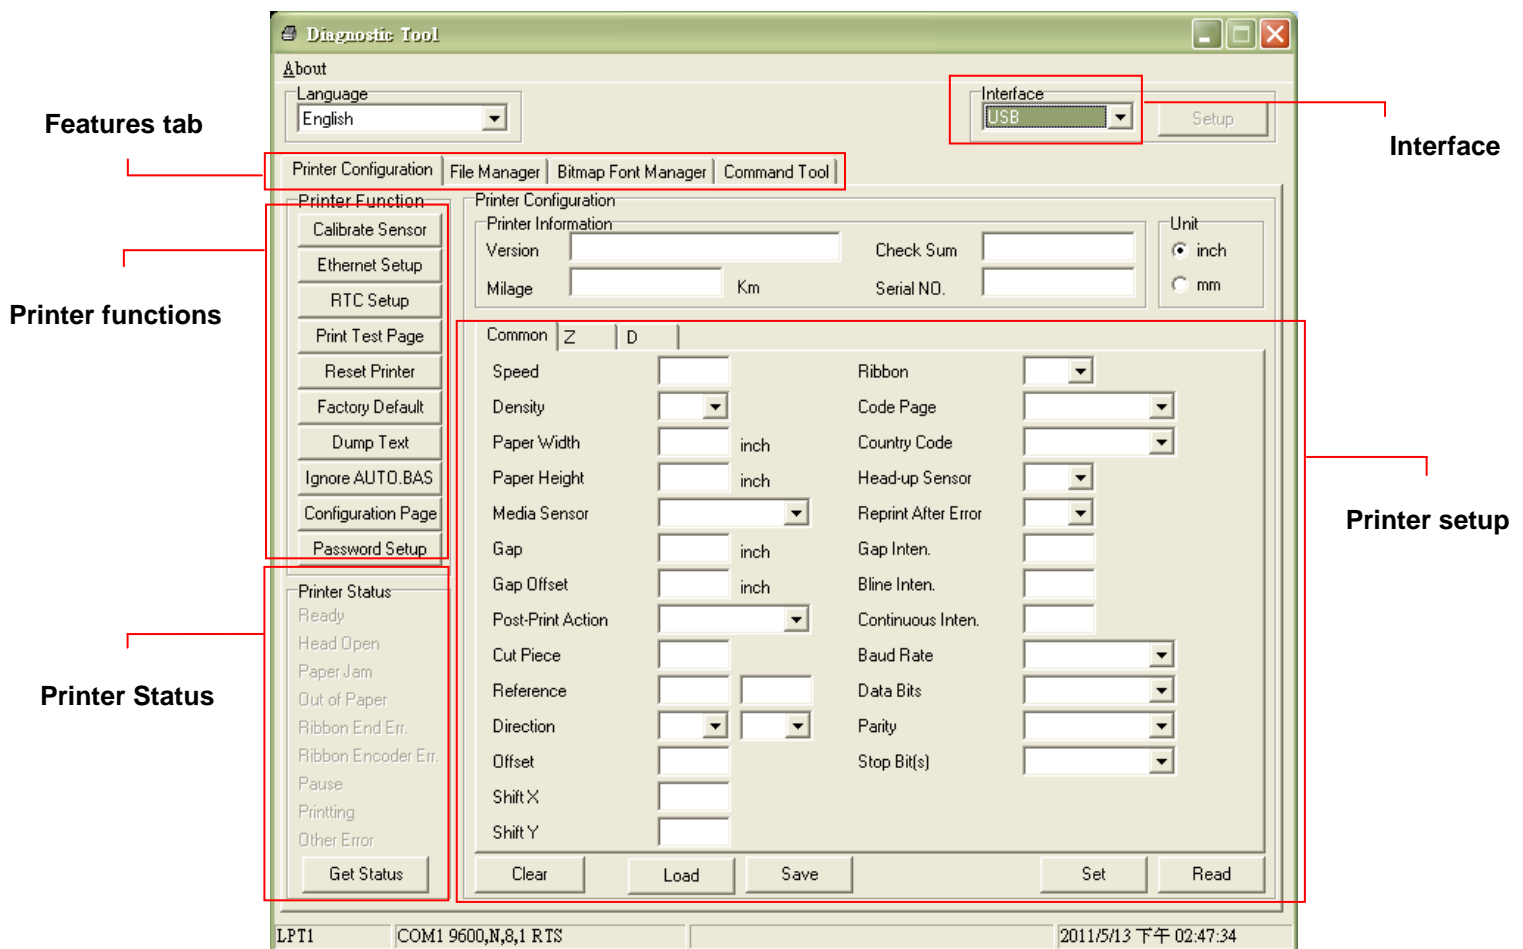 Diagnostic Tool
About
Language
English
Interface
USB
Setup
Features tab
Interface
Printer Configuration
File Manager
Bitmap Font Manager
Command Tool
Printer Function
Calibrate Sensor
Ethernet Setup
RTC Setup
Print Test Page
Reset Printer
Factory Default
Dump Text
Ignore AUTO.BAS
Configuration Page
Password Setup
Printer functions
Printer Configuration
Printer Information
Version
Check Sum
Milage
Km
Serial NO.
Unit
inch
mm
Common
Z
D
Speed
Ribbon
Density
Code Page
Paper Width
inch
Country Code
Paper Height
inch
Head-up Sensor
Media Sensor
Reprint After Error
Gap
inch
Gap Inten.
Gap Offset
inch
Bline Inten.
Post-Print Action
Continuous Inten.
Cut Piece
Baud Rate
Reference
Data Bits
Direction
Parity
Offset
Stop Bit(s)
Shift X
Shift Y
Printer setup
Printer Status
Ready
Head Open
Paper Jam
Out of Paper
Ribbon End Err.
Ribbon Encoder Err.
Pause
Printting
Other Error
Get Status
Printer Status
Clear
Load
Save
Set
Read
LPT1
COM1 9600,N,8,1 RTS
2011/5/13 下午 02:47:34